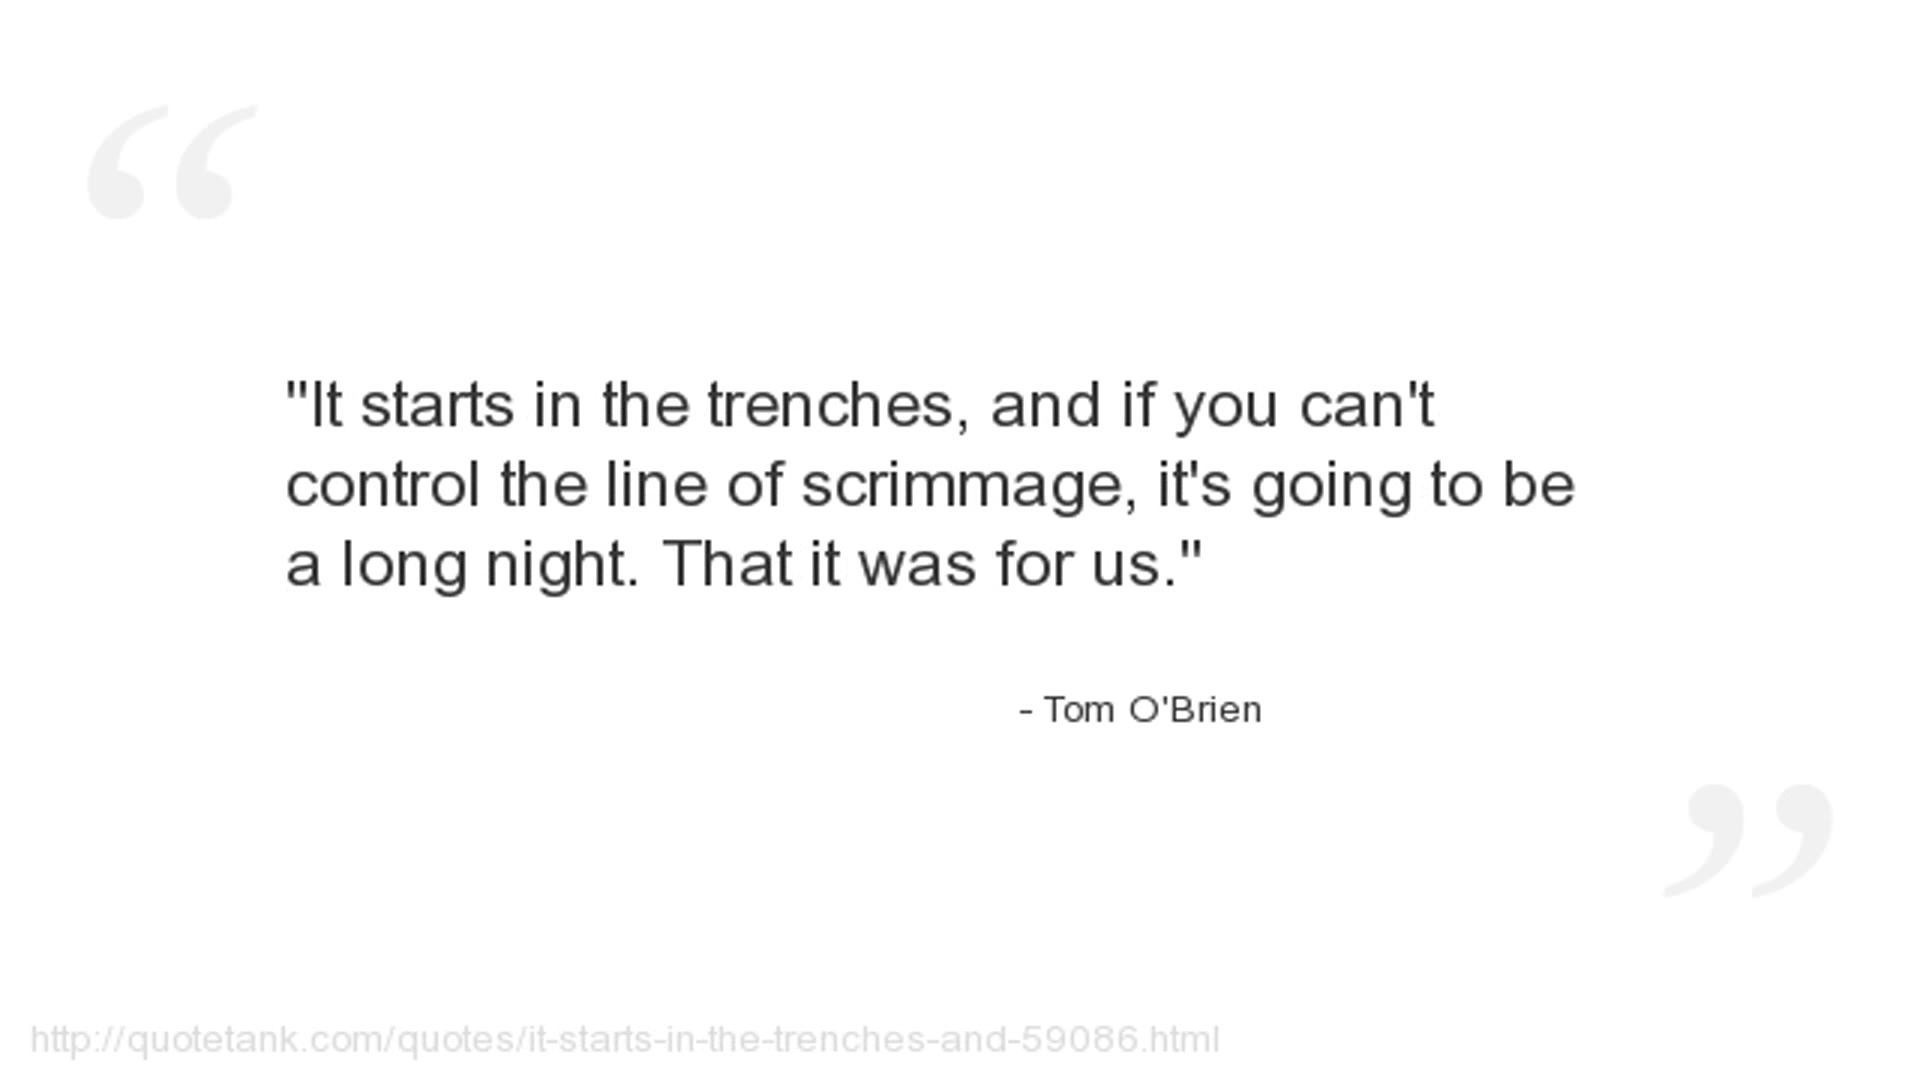 "It starts in the trenches, and if you can't
control the line of scrimmage, it's going to be
a long night. That it was for us."
- Tom O'Brien
http://quotetank.com/quotes/it-starts-in-the-trenches-and-59086.html